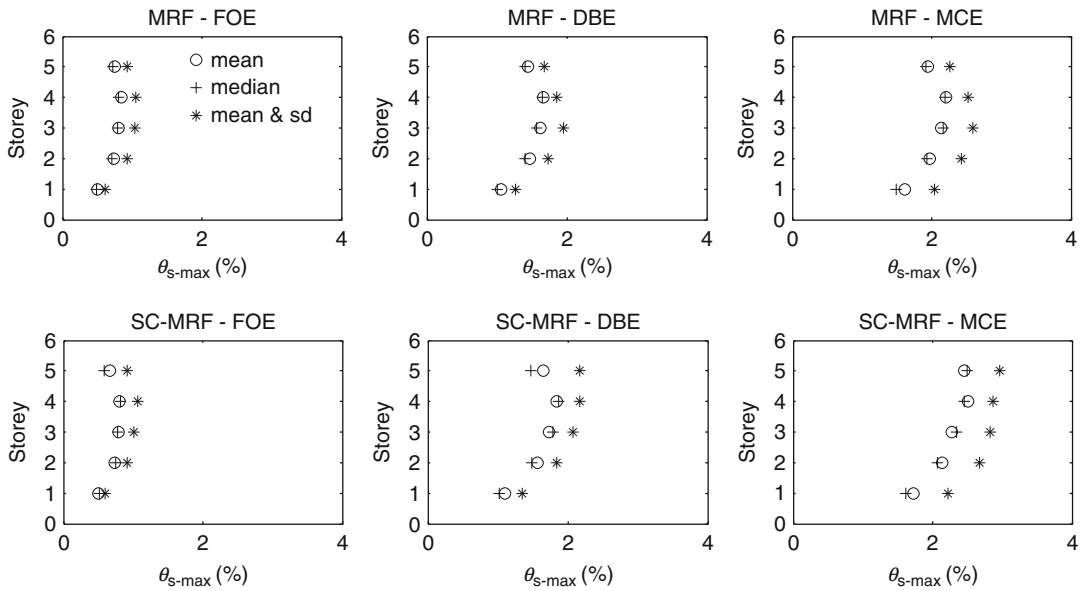 MRF - FOE
6
5
4
3
2
1
0
Storey
○ mean
+ median
* mean & sd
0 2 4
θs-max (%)
MRF - DBE
6
5
4
3
2
1
0
Storey
0 2 4
θs-max (%)
MRF - MCE
6
5
4
3
2
1
0
Storey
0 2 4
θs-max (%)
SC-MRF - FOE
6
5
4
3
2
1
0
Storey
0 2 4
θs-max (%)
SC-MRF - DBE
6
5
4
3
2
1
0
Storey
0 2 4
θs-max (%)
SC-MRF - MCE
6
5
4
3
2
1
0
Storey
0 2 4
θs-max (%)